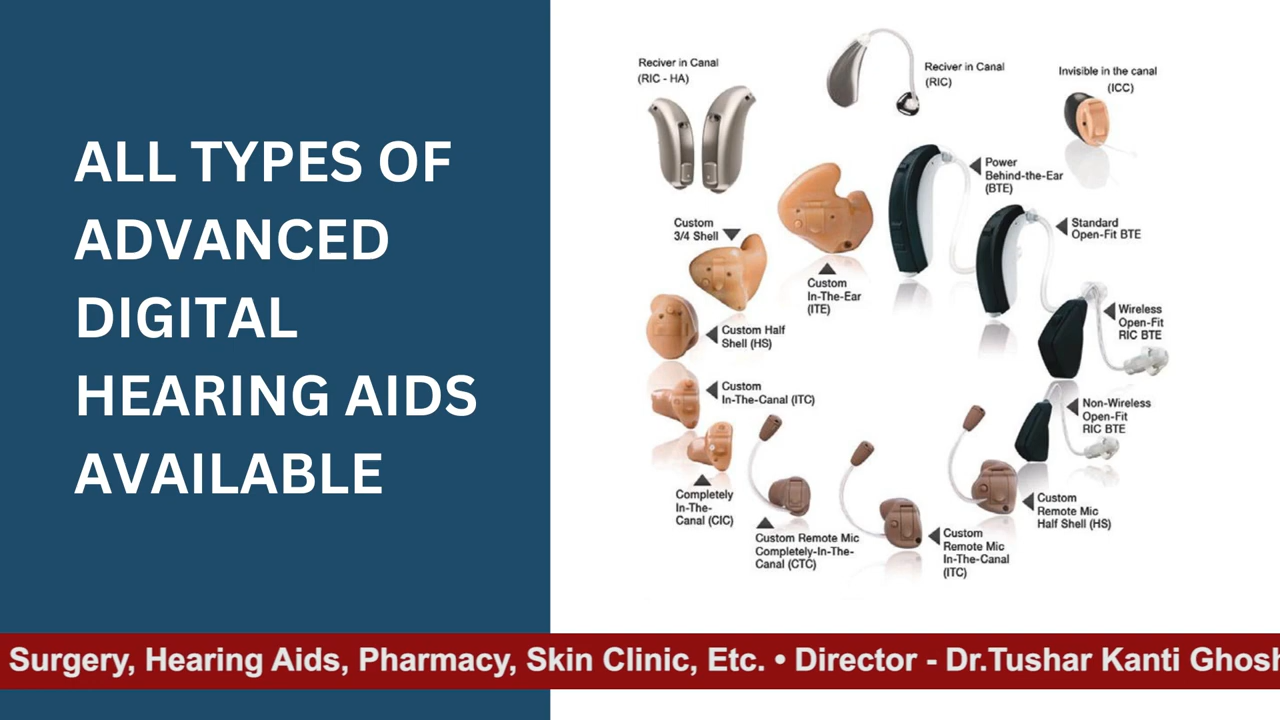 ALL TYPES OF
ADVANCED
DIGITAL
HEARING AIDS
AVAILABLE
Reciver in Canal
(RIC - HA)
Reciver in Canal
(RIC)
Invisible in the canal
(ICC)
Power
Behind-the-Ear
(BTE)
Standard
Open-Fit BTE
Custom
3/4 Shell
Custom
In-The-Ear
(ITE)
Wireless
Open-Fit
RIC BTE
Custom Half
Shell (HS)
Custom
In-The-Canal (ITC)
Non-Wireless
Open-Fit
RIC BTE
Completely
In-The-
Canal (CIC)
Custom Remote Mic
Completely-In-The-
Canal (CTC)
Custom
Remote Mic
In-The-Canal
(ITC)
Custom
Remote Mic
Half Shell (HS)
Surgery, Hearing Aids, Pharmacy, Skin Clinic, Etc. • Director - Dr.Tushar Kanti Ghosh